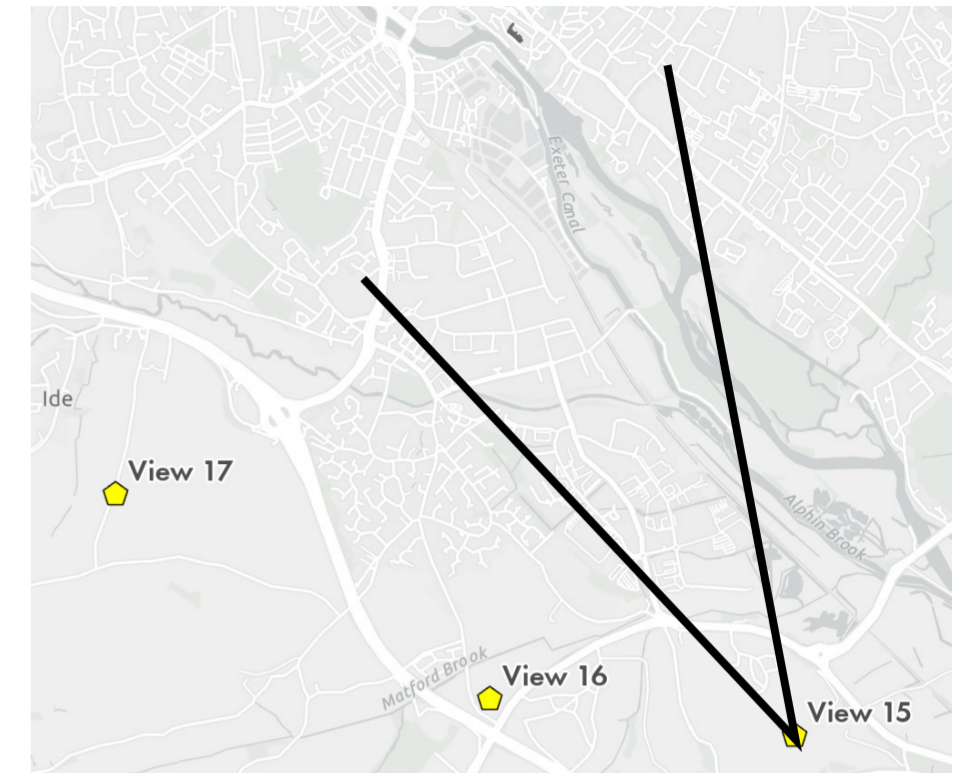 Exeter Canal
Ide
View 17
Alphin Brook
Matford Brook
View 16
View 15